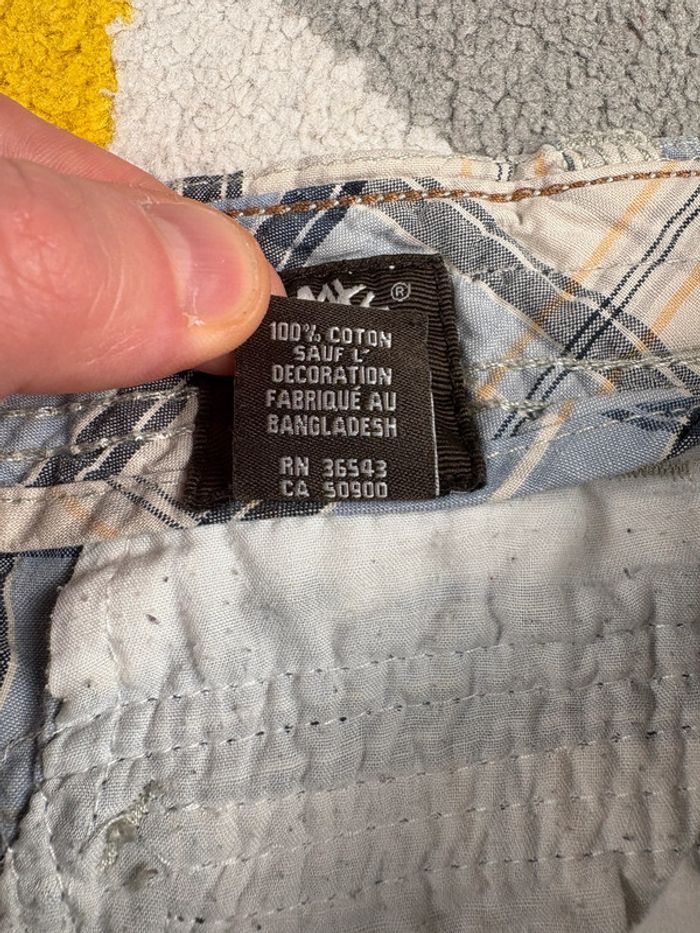 ®
100% COTON
SAUF L'
DECORATION
FABRIQUÉ AU
BANGLADESH
RN 36543
CA 50900